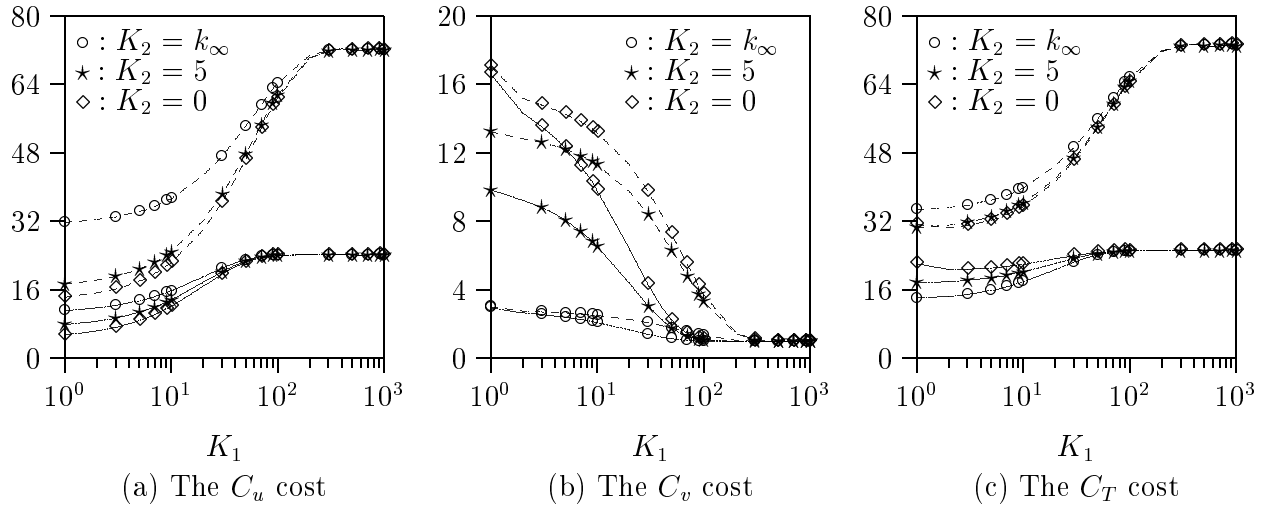 80
64
48
32
16
0
○ : K₂ = k∞
★ : K₂ = 5
◇ : K₂ = 0
10⁰ 10¹ 10² 10³
K₁
(a) The Cᵤ cost
20
16
12
8
4
0
○ : K₂ = k∞
★ : K₂ = 5
◇ : K₂ = 0
10⁰ 10¹ 10² 10³
K₁
(b) The Cᵥ cost
80
64
48
32
16
0
○ : K₂ = k∞
★ : K₂ = 5
◇ : K₂ = 0
10⁰ 10¹ 10² 10³
K₁
(c) The C_T cost